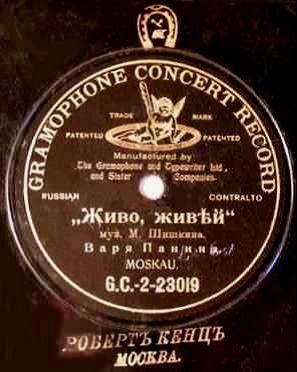 GRAMOPHONE CONCERT RECORD
TRADE MARK
PATENTED PATENTED
Manufactured by
The Gramophone and Typewriter Ltd.,
and Sister Companies.
RUSSIAN CONTRALTO
„Живо, живѣй“
муз. М. Шишкина.
Варя Панина
MOSKAU.
G.C.-2-23019
РОБЕРТЪ КЕНЦЪ
МОСКВА.